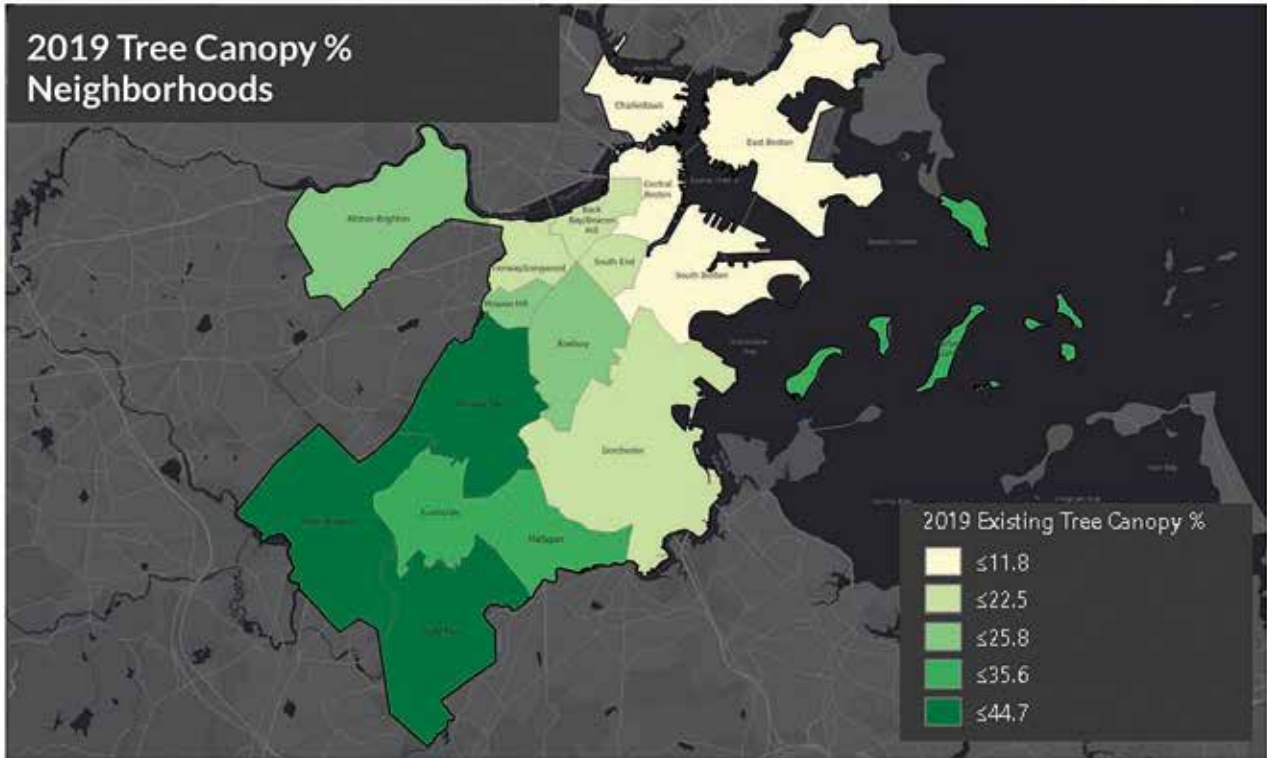 2019 Tree Canopy %
Neighborhoods
Charlestown
East Boston
Central
Boston
Back
Bay/Beacon
Hill
Allston-Brighton
South End
Fenway/Longwood
South Boston
Mission Hill
Roxbury
Jamaica Plain
Dorchester
Roslindale
West Roxbury
Mattapan
Hyde Park
2019 Existing Tree Canopy %
≤11.8
≤22.5
≤25.8
≤35.6
≤44.7